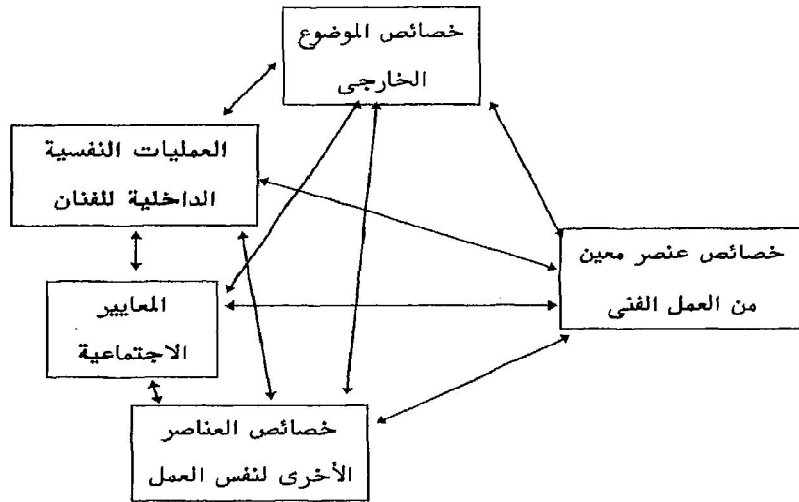 خصائص الموضوع
الخارجى
العمليات النفسية
الداخلية للفنان
خصائص عنصر معين
من العمل الفنى
المعايير
الاجتماعية
خصائص العناصر
الأخرى لنفس العمل